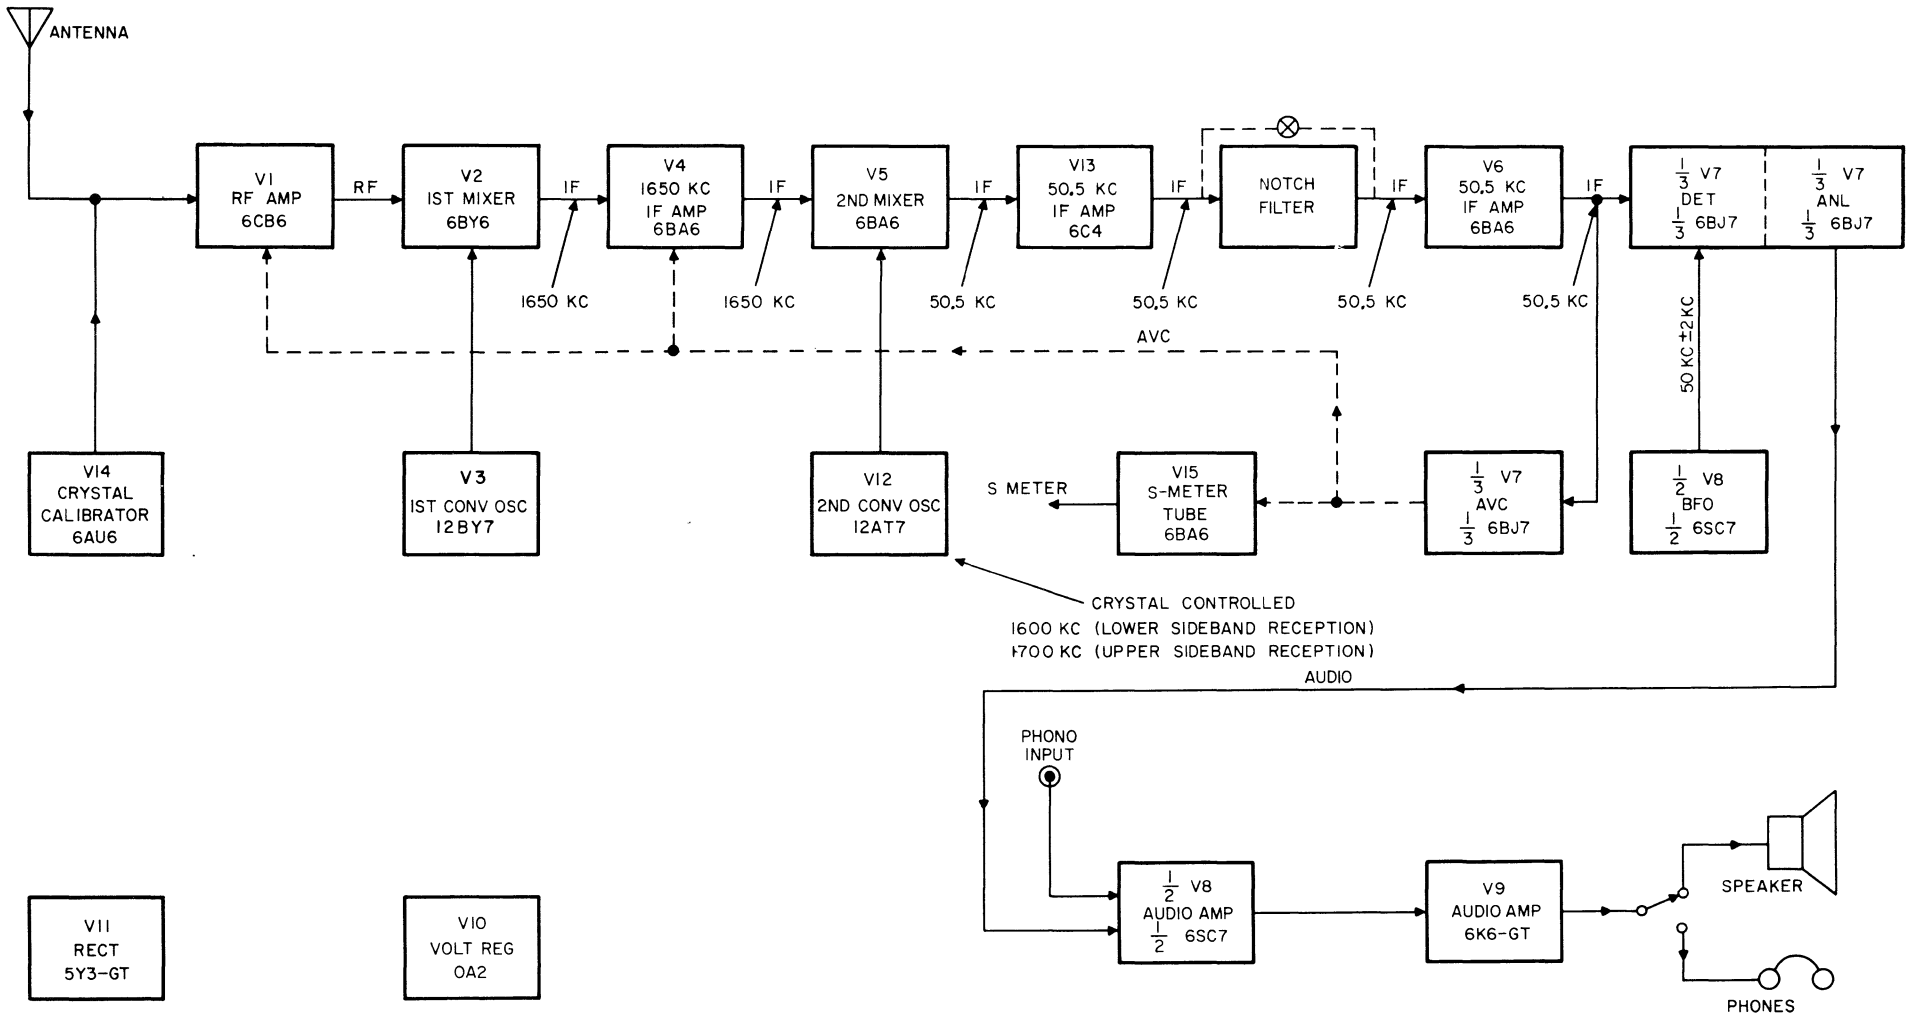 ANTENNA
V1
RF AMP
6CB6
RF
V2
1ST MIXER
6BY6
IF
1650 KC
V4
1650 KC
IF AMP
6BA6
IF
1650 KC
V5
2ND MIXER
6BA6
IF
50.5 KC
V13
50.5 KC
IF AMP
6C4
IF
50.5 KC
NOTCH
FILTER
IF
50.5 KC
V6
50.5 KC
IF AMP
6BA6
IF
50.5 KC
1/3 V7
DET
1/3 6BJ7
1/3 V7
ANL
1/3 6BJ7
AVC
50 KC ±2KC
V14
CRYSTAL
CALIBRATOR
6AU6
V3
1ST CONV OSC
12BY7
V12
2ND CONV OSC
12AT7
S METER
V15
S-METER
TUBE
6BA6
1/3 V7
AVC
1/3 6BJ7
1/2 V8
BFO
1/2 6SC7
CRYSTAL CONTROLLED
1600 KC (LOWER SIDEBAND RECEPTION)
1700 KC (UPPER SIDEBAND RECEPTION)
AUDIO
PHONO
INPUT
V11
RECT
5Y3-GT
V10
VOLT REG
OA2
1/2 V8
AUDIO AMP
1/2 6SC7
V9
AUDIO AMP
6K6-GT
SPEAKER
PHONES